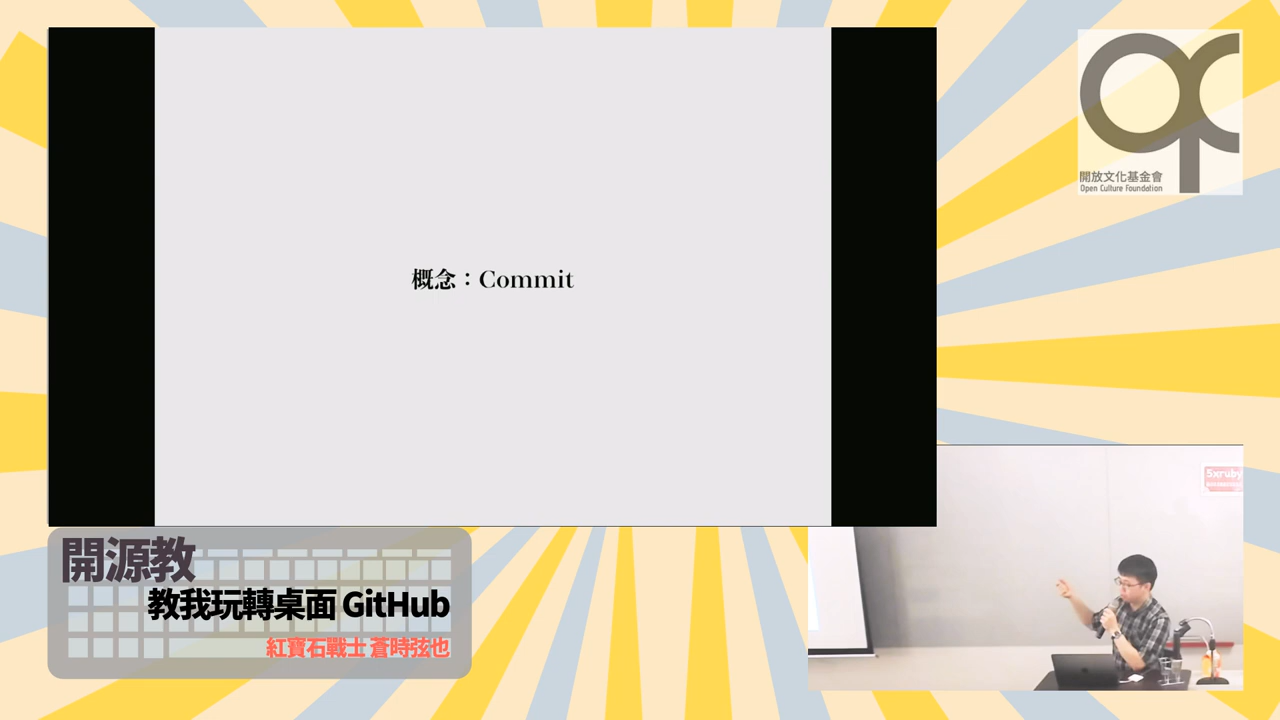 概念：Commit
開放文化基金會
Open Culture Foundation
5xruby
開源教
教我玩轉桌面 GitHub
紅寶石戰士 蒼時弦也